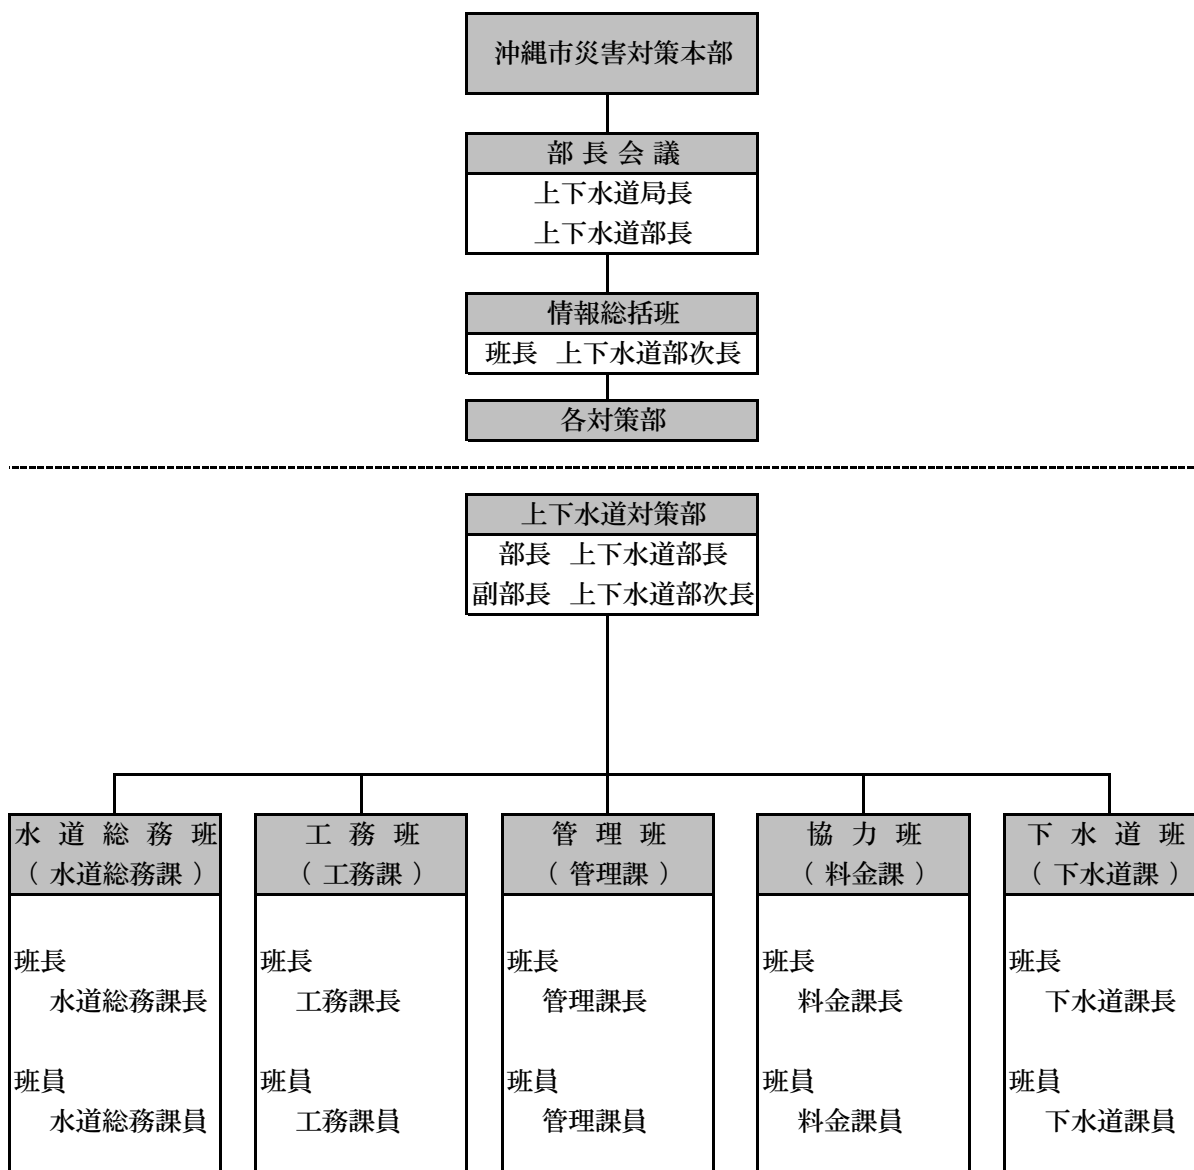 沖縄市災害対策本部
部長会議
上下水道局長
上下水道部長
情報総括班
班長 上下水道部次長
各対策部
上下水道対策部
部長 上下水道部長
副部長 上下水道部次長
水道総務班
（水道総務課）
班長
水道総務課長
班員
水道総務課員
工務班
（工務課）
班長
工務課長
班員
工務課員
管理班
（管理課）
班長
管理課長
班員
管理課員
協力班
（料金課）
班長
料金課長
班員
料金課員
下水道班
（下水道課）
班長
下水道課長
班員
下水道課員